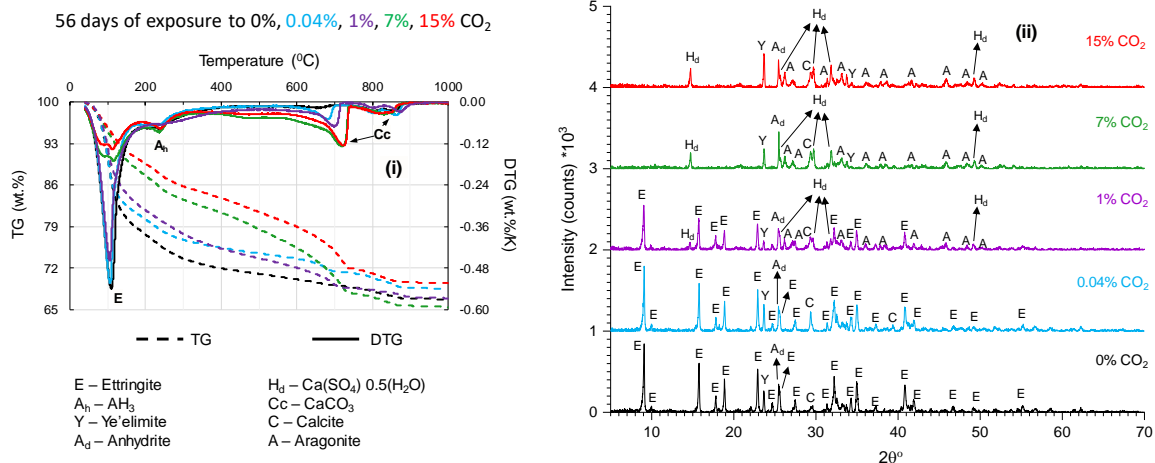 56 days of exposure to 0%, 0.04%, 1%, 7%, 15% CO2
Temperature (⁰C)
0 200 400 600 800 1000
100
93
86
79
72
65
TG (wt.%)
0.00
-0.12
-0.24
-0.36
-0.48
-0.60
DTG (wt.%/K)
Ah
Cc
(i)
E
TG
DTG
E – Ettringite
Ah – AH3
Y – Ye'elimite
Ad – Anhydrite
Hd – Ca(SO4) 0.5(H2O)
Cc – CaCO3
C – Calcite
A – Aragonite
(ii)
Intensity (counts) *10^3
5
4
3
2
1
0
Hd Y Ad Hd A C A A Y A A A A A Hd A
15% CO2
Hd Y Ad Hd A A C A Y A A A A A Hd A
7% CO2
E Hd E E E E Y Ad Hd A A C A E A E E A A E A A A Hd A
1% CO2
E E E E E E Y E Ad E E C E E E E E C E E E E E E
0.04% CO2
E E E E E E Y E Ad E E C E E E E E E E E E E
0% CO2
10 20 30 40 50 60 70
2θ⁰